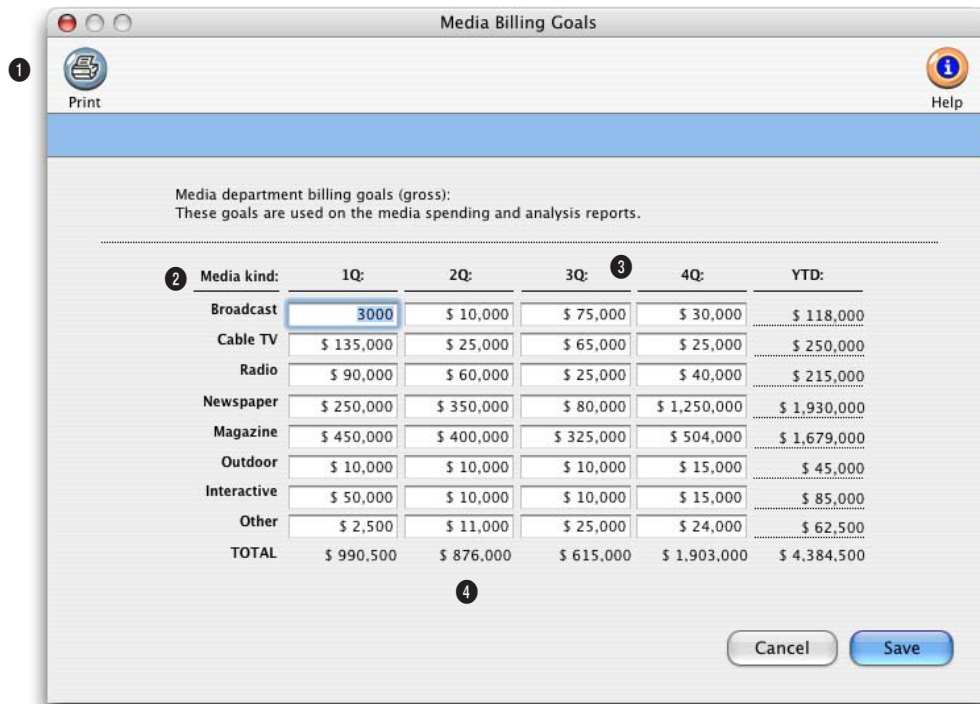 Media Billing Goals
1
Print
Help
Media department billing goals (gross):
These goals are used on the media spending and analysis reports.
2 Media kind: 1Q: 2Q: 3Q: 3 4Q: YTD:
Broadcast 3000 $ 10,000 $ 75,000 $ 30,000 $ 118,000
Cable TV $ 135,000 $ 25,000 $ 65,000 $ 25,000 $ 250,000
Radio $ 90,000 $ 60,000 $ 25,000 $ 40,000 $ 215,000
Newspaper $ 250,000 $ 350,000 $ 80,000 $ 1,250,000 $ 1,930,000
Magazine $ 450,000 $ 400,000 $ 325,000 $ 504,000 $ 1,679,000
Outdoor $ 10,000 $ 10,000 $ 10,000 $ 15,000 $ 45,000
Interactive $ 50,000 $ 10,000 $ 10,000 $ 15,000 $ 85,000
Other $ 2,500 $ 11,000 $ 25,000 $ 24,000 $ 62,500
TOTAL $ 990,500 $ 876,000 $ 615,000 $ 1,903,000 $ 4,384,500
4
Cancel Save